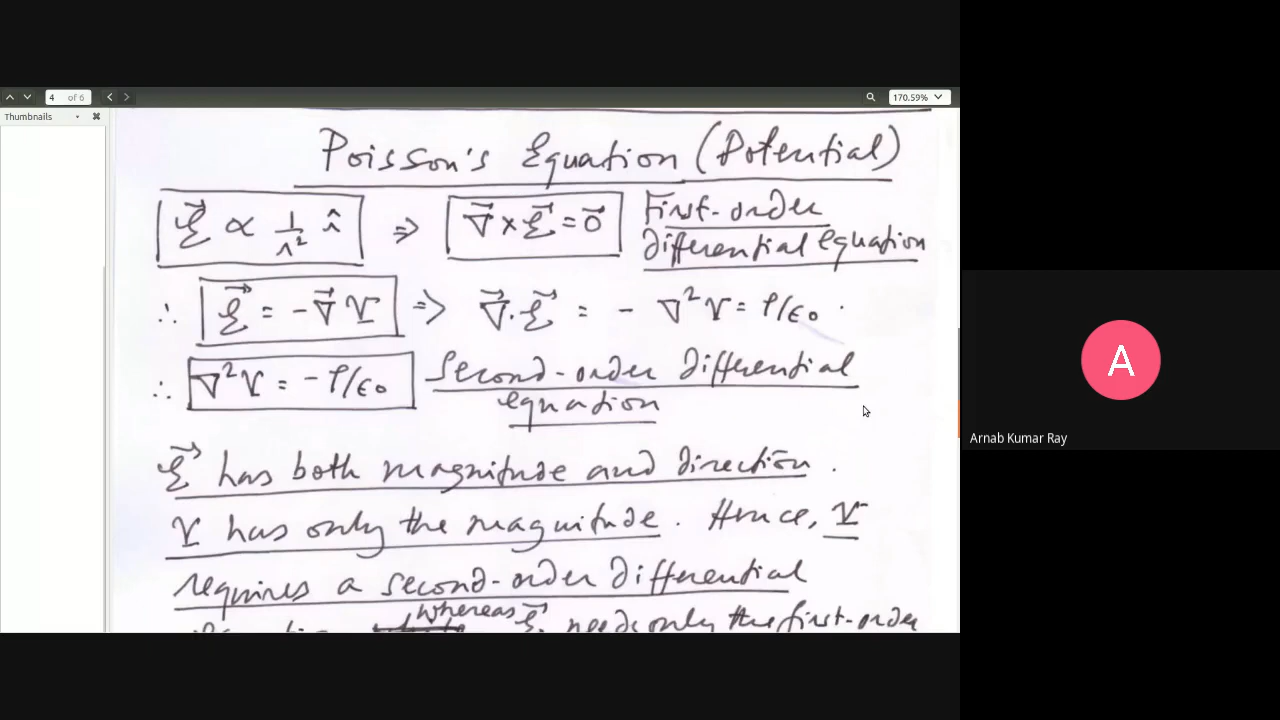 4 of 6
170.59%
Thumbnails
Poisson's Equation (Potential)
ξ⃗ ∝ 1/r² r̂ ⇒ ∇⃗ × ξ⃗ = 0⃗ First-order
differential equation
∴ ξ⃗ = -∇⃗ V ⇒ ∇⃗·ξ⃗ = - ∇²V = ρ/ϵ₀.
∴ ∇²V = -ρ/ϵ₀ Second-order differential
equation
ξ⃗ has both magnitude and direction.
V has only the magnitude. Hence, V
requires a second-order differential
whereas ξ⃗ needs only the first-order
Arnab Kumar Ray
A